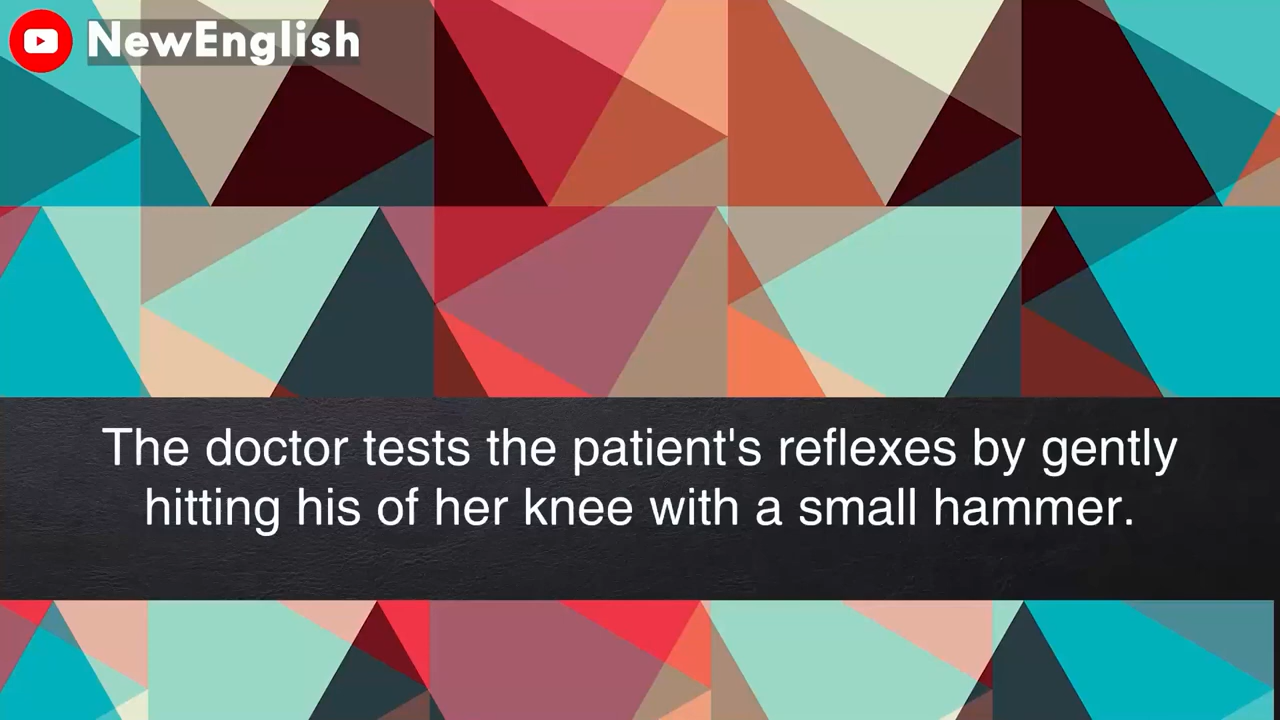 NewEnglish
The doctor tests the patient's reflexes by gently
hitting his of her knee with a small hammer.